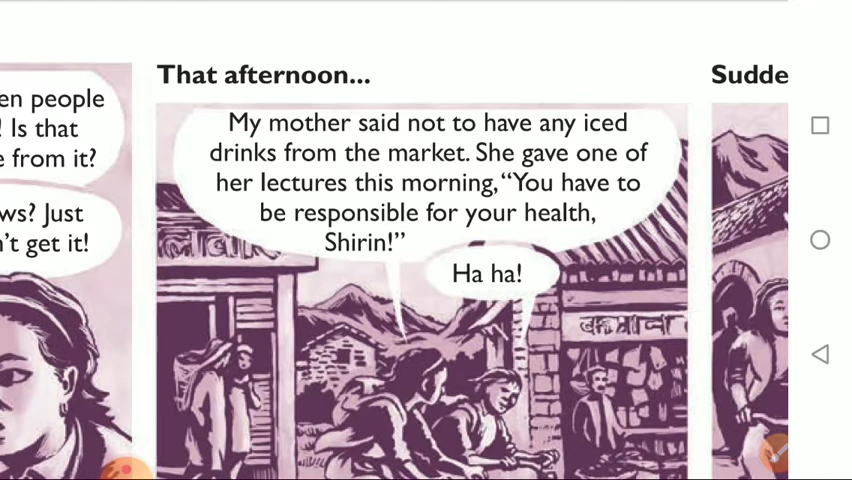 en people
! Is that
e from it?
ws? Just
n't get it!
That afternoon...
My mother said not to have any iced
drinks from the market. She gave one of
her lectures this morning, “You have to
be responsible for your health,
Shirin!”
Ha ha!
Sudde